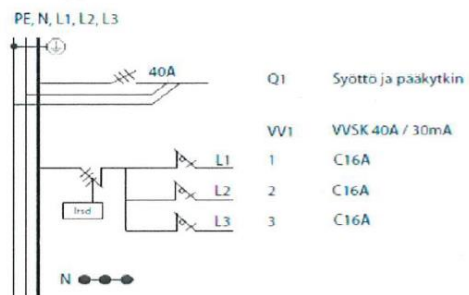 PE, N, L1, L2, L3
40A Q1 Syöttö ja pääkytkin
VV1 VVSK 40A / 30mA
L1 1 C16A
L2 2 C16A
L3 3 C16A
Irsd
N